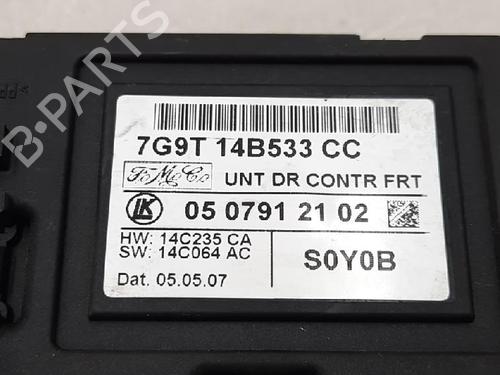 7G9T 14B533 CC
FoMoCo UNT DR CONTR FRT
LK 05 0791 21 02
HW: 14C235 CA
SW: 14C064 AC
S0Y0B
Dat. 05.05.07
B-PARTS